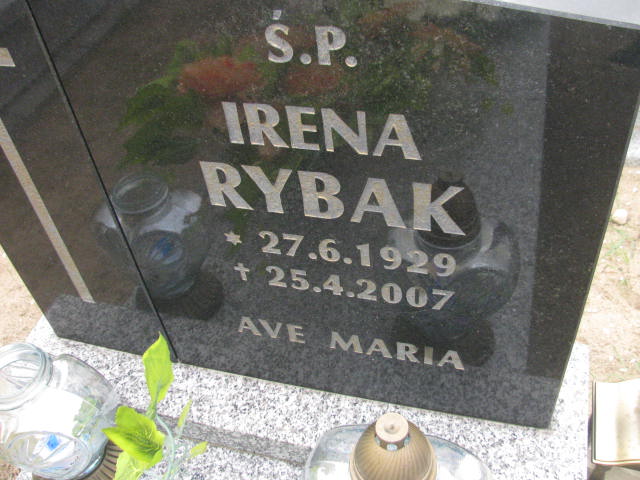 Ś.P.
IRENA
RYBAK
* 27.6.1929
† 25.4.2007
AVE MARIA